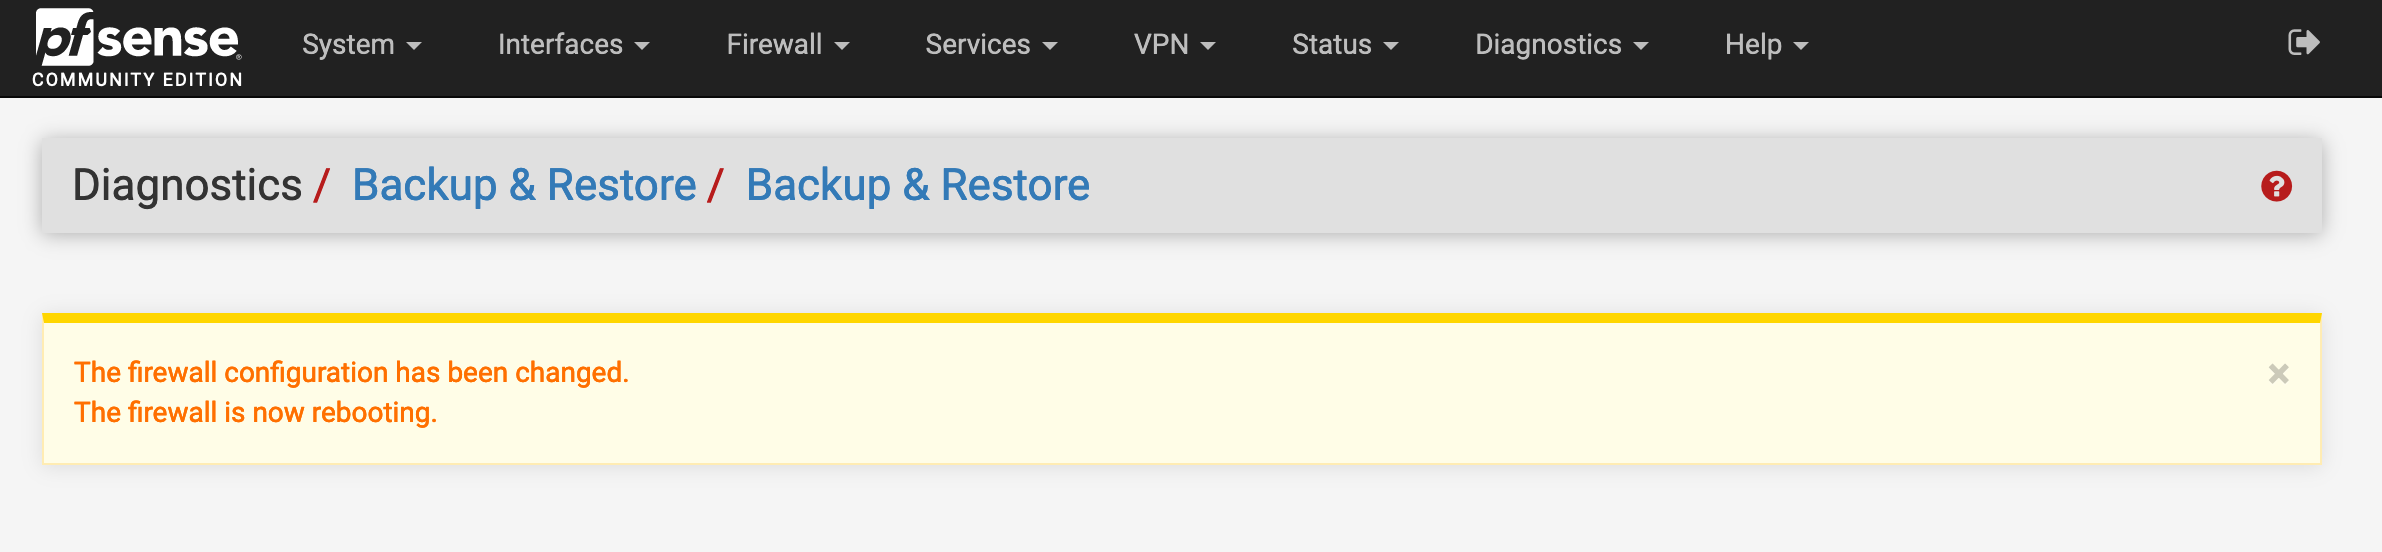 pfsense
COMMUNITY EDITION
System
Interfaces
Firewall
Services
VPN
Status
Diagnostics
Help
Diagnostics / Backup & Restore / Backup & Restore
The firewall configuration has been changed.
The firewall is now rebooting.